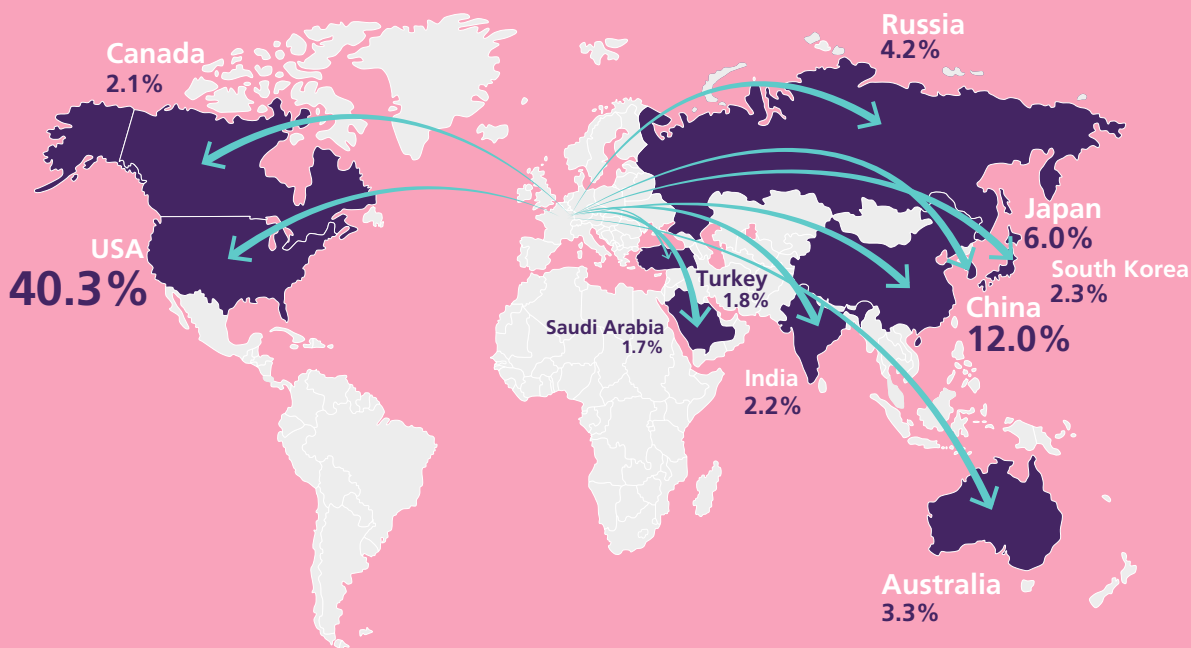 Canada
2.1%
Russia
4.2%
USA
40.3%
Japan
6.0%
South Korea
2.3%
Turkey
1.8%
China
12.0%
Saudi Arabia
1.7%
India
2.2%
Australia
3.3%